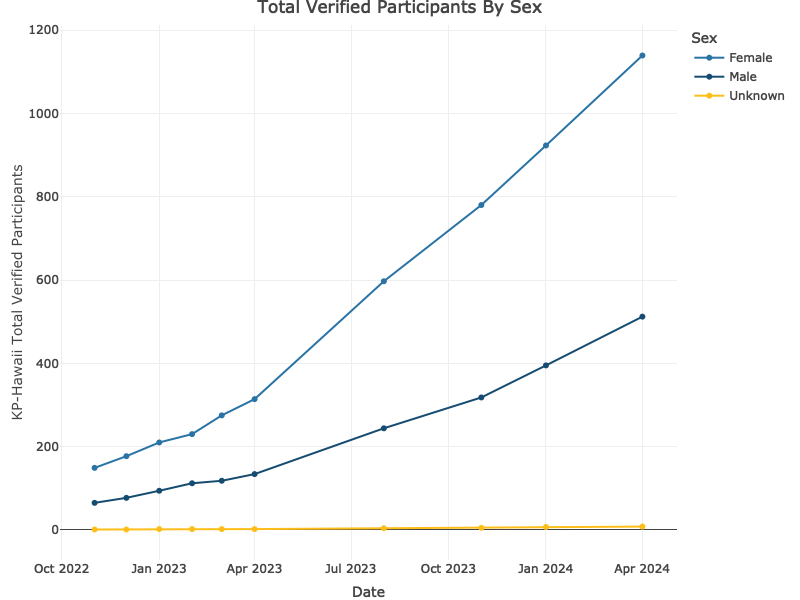 Total Verified Participants By Sex
Sex
Female
Male
Unknown
KP-Hawaii Total Verified Participants
1200
1000
800
600
400
200
0
Oct 2022 Jan 2023 Apr 2023 Jul 2023 Oct 2023 Jan 2024 Apr 2024
Date